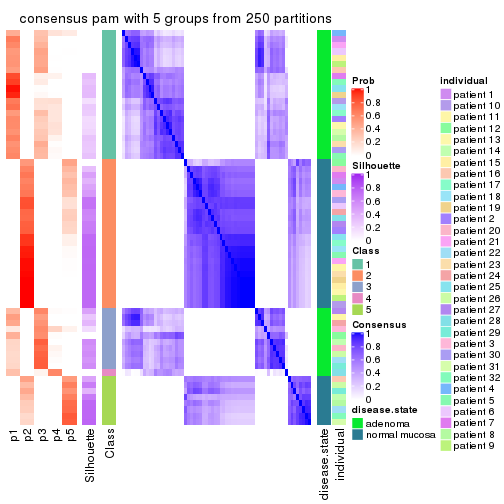 consensus pam with 5 groups from 250 partitions
p1
p2
p3
p4
p5
Silhouette
Class
disease.state
individual
Prob
1
0.8
0.6
0.4
0.2
0
Silhouette
1
0.8
0.6
0.4
0.2
0
Class
1
2
3
4
5
Consensus
1
0.8
0.6
0.4
0.2
0
disease.state
adenoma
normal mucosa
individual
patient 1
patient 10
patient 11
patient 12
patient 13
patient 14
patient 15
patient 16
patient 17
patient 18
patient 19
patient 2
patient 20
patient 21
patient 22
patient 23
patient 24
patient 25
patient 26
patient 27
patient 28
patient 29
patient 3
patient 30
patient 31
patient 32
patient 4
patient 5
patient 6
patient 7
patient 8
patient 9